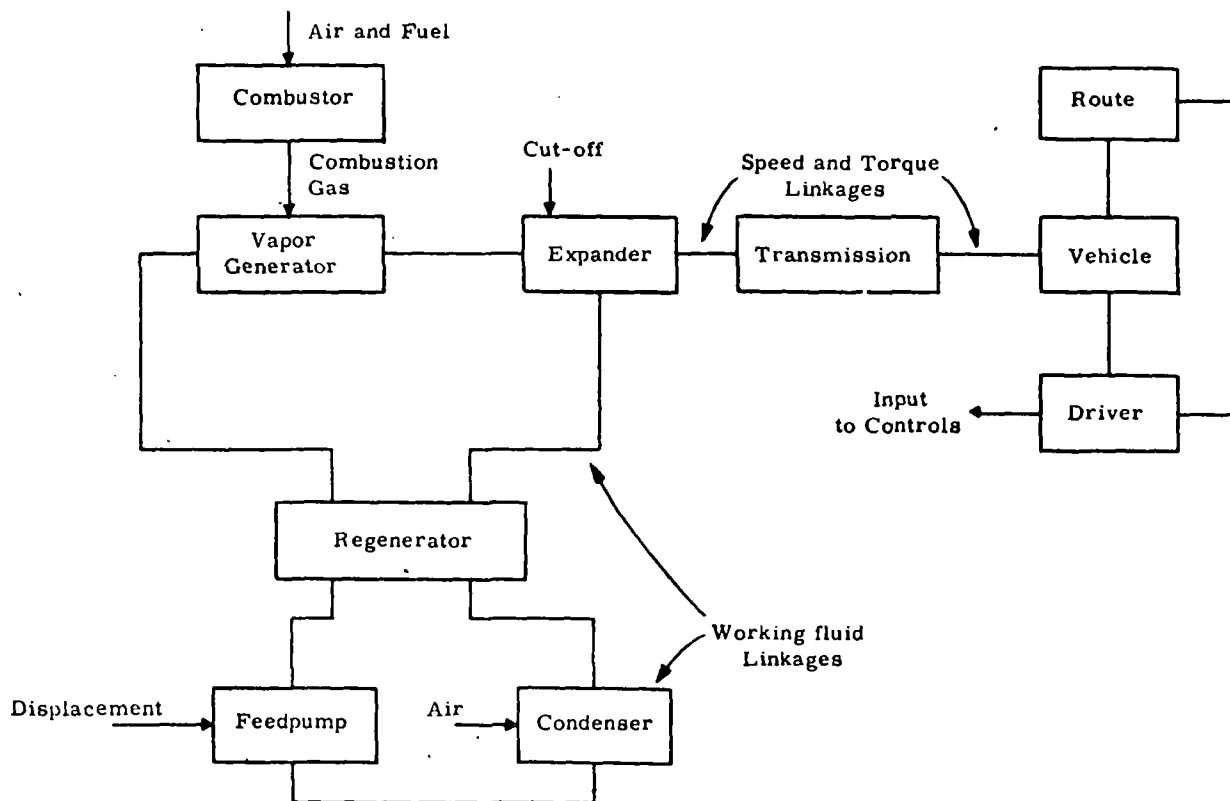 Air and Fuel
Combustor
Route
Combustion
Gas
Cut-off
Speed and Torque
Linkages
Vapor
Generator
Expander
Transmission
Vehicle
Input
to Controls
Driver
Regenerator
Working fluid
Linkages
Displacement
Feedpump
Air
Condenser